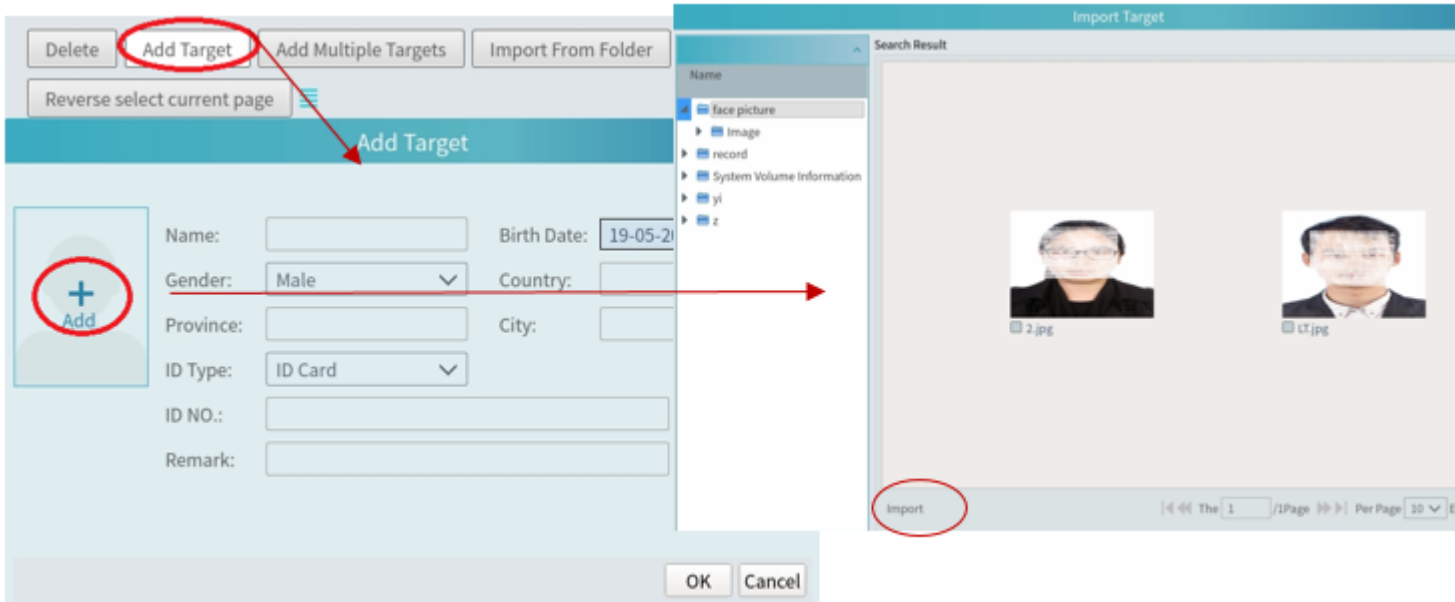 Delete Add Target Add Multiple Targets Import From Folder
Reverse select current page
Add Target
Add
Name: Birth Date: 19-05-20
Gender: Male Country:
Province: City:
ID Type: ID Card
ID NO.:
Remark:
OK Cancel
Import Target
Search Result
Name
face picture
Image
record
System Volume Information
yi
z
2.jpg LT.jpg
Import The 1 /1Page Per Page 10